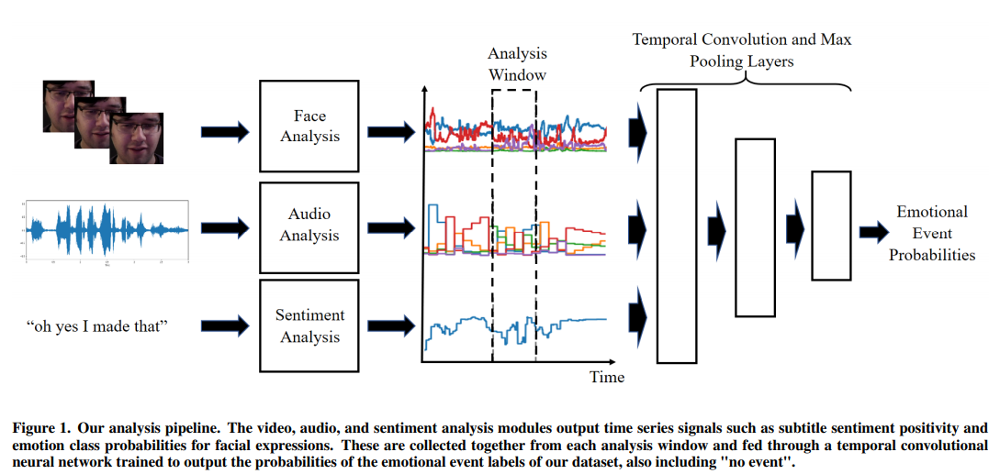 Temporal Convolution and Max
Pooling Layers
Analysis
Window
Face
Analysis
Audio
Analysis
Emotional
Event
Probabilities
“oh yes I made that”
Sentiment
Analysis
Time
Figure 1. Our analysis pipeline. The video, audio, and sentiment analysis modules output time series signals such as subtitle sentiment positivity and
emotion class probabilities for facial expressions. These are collected together from each analysis window and fed through a temporal convolutional
neural network trained to output the probabilities of the emotional event labels of our dataset, also including "no event".